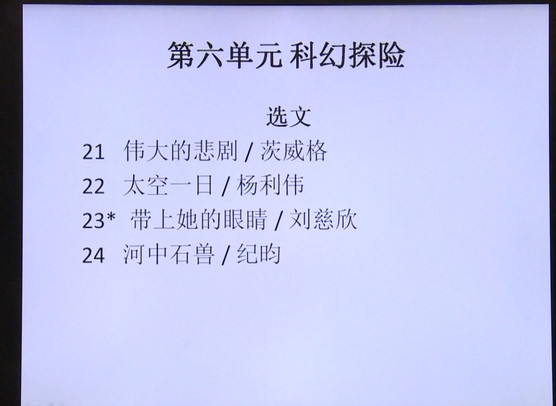 第六单元 科幻探险
选文
21 伟大的悲剧 / 茨威格
22 太空一日 / 杨利伟
23* 带上她的眼睛 / 刘慈欣
24 河中石兽 / 纪昀